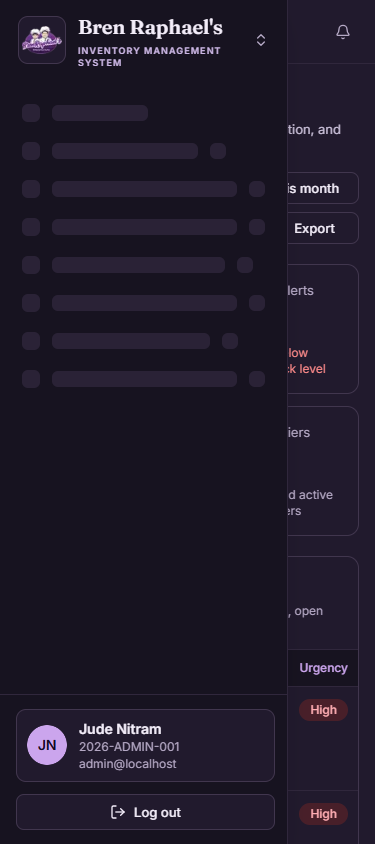 Bren Raphael's
INVENTORY MANAGEMENT
SYSTEM
tion, and
is month
Export
lerts
low
ck level
iers
d active
ers
, open
Urgency
High
High
Jude Nitram
JN
2026-ADMIN-001
admin@localhost
Log out